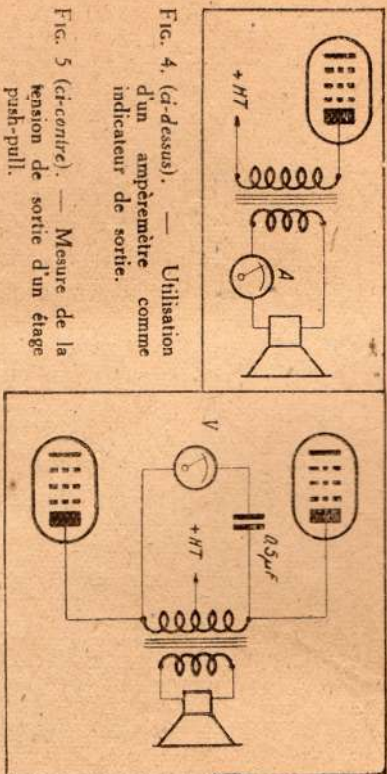 + HT
A
FIG. 4. (ci-dessus). — Utilisation
d'un ampèremètre comme
indicateur de sortie.
FIG. 5 (ci-contre). — Mesure de la
tension de sortie d'un étage
push-pull.
V
0,5µF
+HT